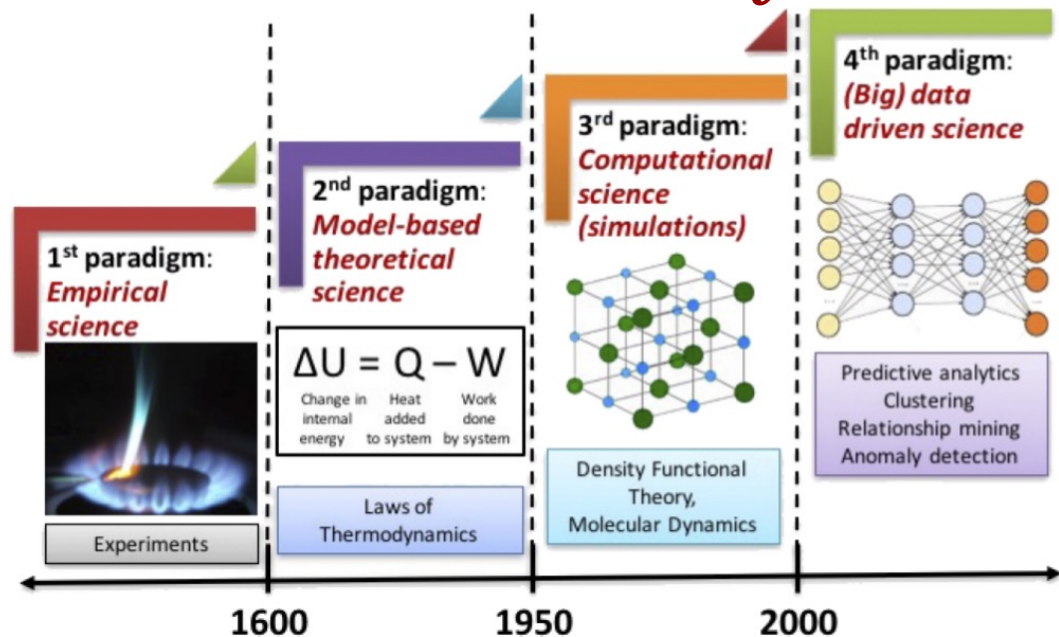 1st paradigm:
Empirical
science
Experiments
2nd paradigm:
Model-based
theoretical
science
ΔU = Q – W
Change in internal energy
Heat added to system
Work done by system
Laws of
Thermodynamics
3rd paradigm:
Computational
science
(simulations)
Density Functional
Theory,
Molecular Dynamics
4th paradigm:
(Big) data
driven science
...
...
...
...
Predictive analytics
Clustering
Relationship mining
Anomaly detection
1600
1950
2000